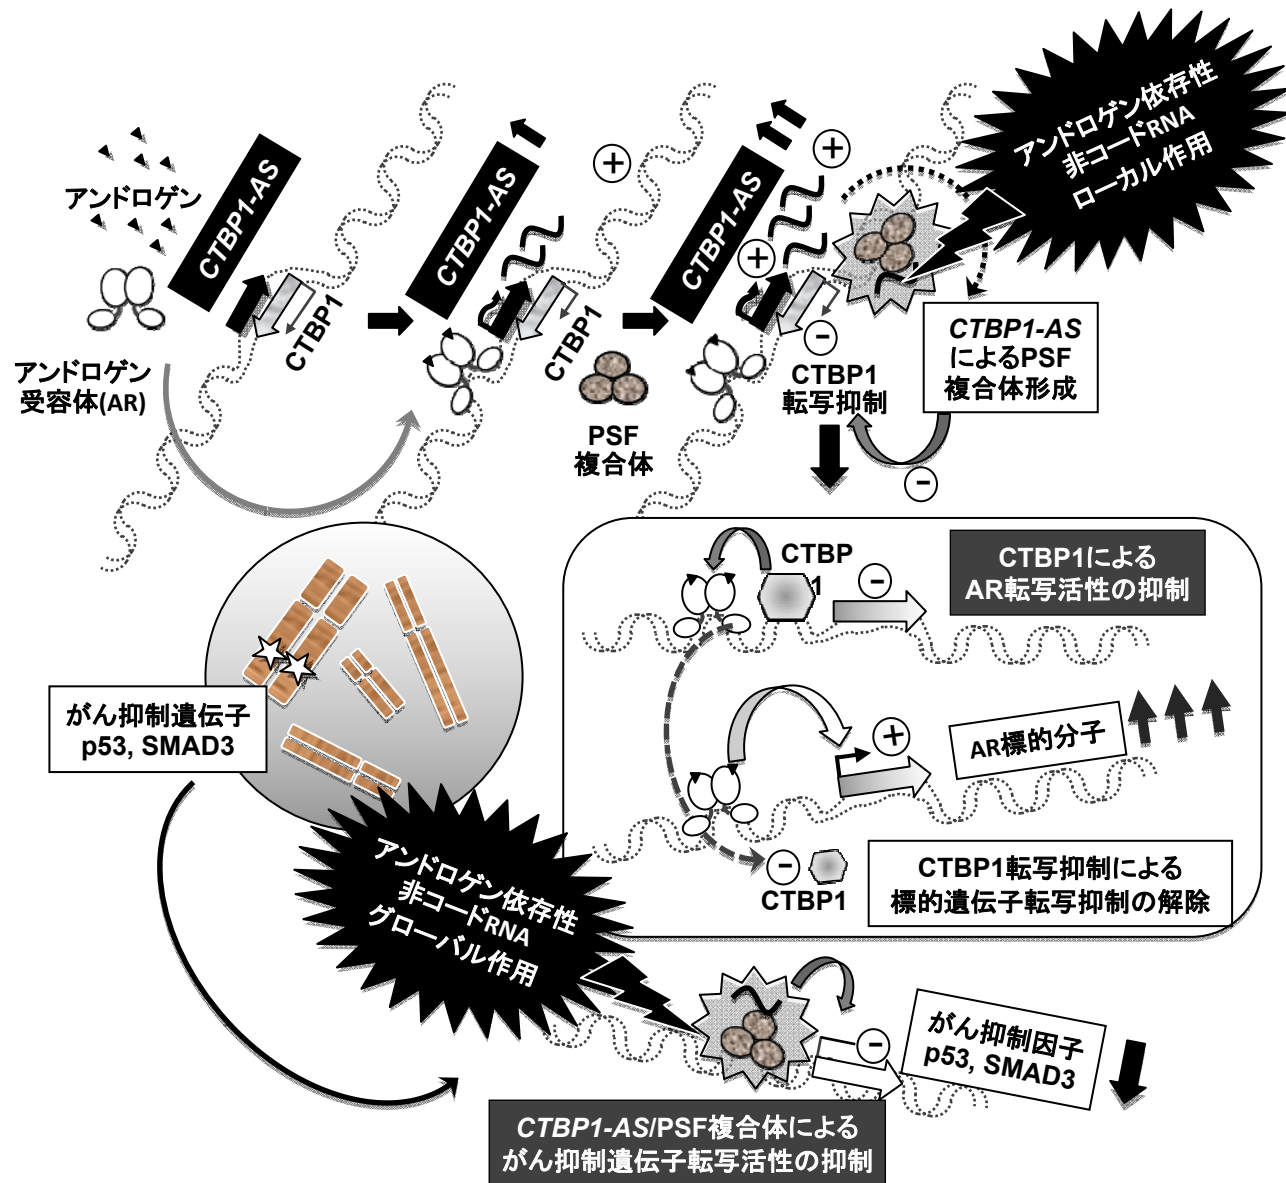 アンドロゲン
CTBP1-AS
CTBP1
アンドロゲン
受容体(AR)
CTBP1-AS
+
CTBP1
PSF
複合体
CTBP1-AS
+
+
-
CTBP1
転写抑制
アンドロゲン依存性
非コードRNA
ローカル作用
CTBP1-AS
によるPSF
複合体形成
-
CTBP
1
-
CTBP1による
AR転写活性の抑制
+
AR標的分子
-
CTBP1
CTBP1転写抑制による
標的遺伝子転写抑制の解除
がん抑制遺伝子
p53, SMAD3
アンドロゲン依存性
非コードRNA
グローバル作用
-
がん抑制因子
p53, SMAD3
CTBP1-AS/PSF複合体による
がん抑制遺伝子転写活性の抑制